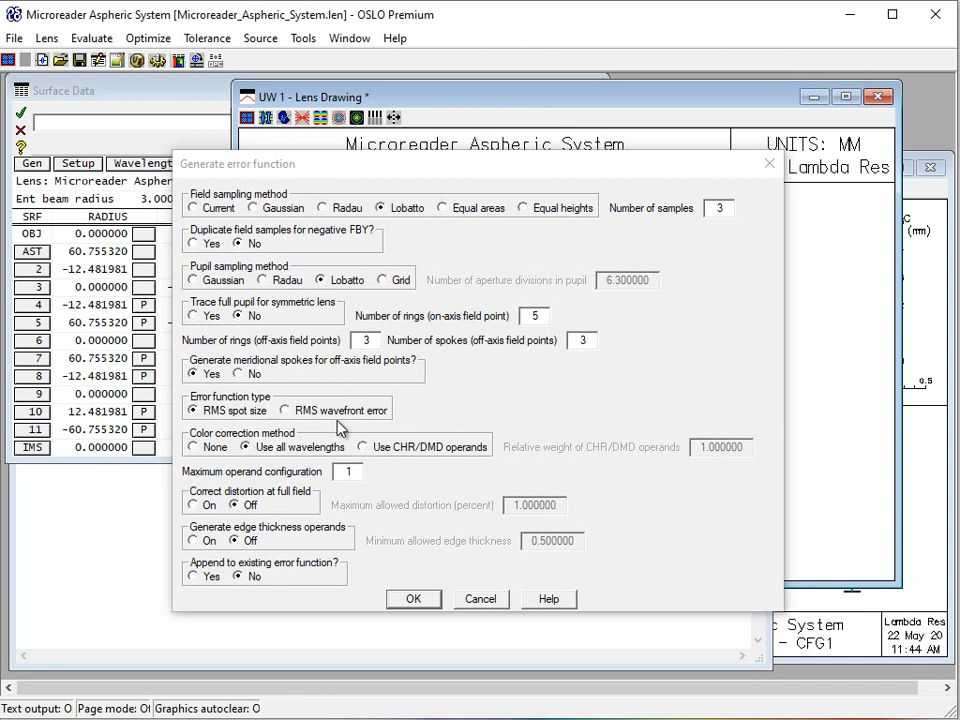 Microreader Aspheric System [Microreader_Aspheric_System.len] - OSLO Premium
File Lens Evaluate Optimize Tolerance Source Tools Window Help
Surface Data
UW 1 - Lens Drawing *
Microreader Aspheric System
UNITS: MM
Lambda Res
Gen Setup Wavelengt
Lens: Microreader Aspher
Ent beam radius 3.000
SRF RADIUS
OBJ 0.000000
AST 60.755320
2 -12.481981
3 0.000000
4 -12.481981 P
5 60.755320 P
6 0.000000
7 60.755320 P
8 -12.481981 P
9 0.000000
10 12.481981 P
11 -60.755320 P
IMS 0.000000
Generate error function
Field sampling method
Current Gaussian Radau Lobatto Equal areas Equal heights Number of samples 3
Duplicate field samples for negative FBY?
Yes No
Pupil sampling method
Gaussian Radau Lobatto Grid Number of aperture divisions in pupil 6.300000
Trace full pupil for symmetric lens
Yes No Number of rings (on-axis field point) 5
Number of rings (off-axis field points) 3 Number of spokes (off-axis field points) 3
Generate meridional spokes for off-axis field points?
Yes No
Error function type
RMS spot size RMS wavefront error
Color correction method
None Use all wavelengths Use CHR/DMD operands Relative weight of CHR/DMD operands 1.000000
Maximum operand configuration 1
Correct distortion at full field
On Off Maximum allowed distortion (percent) 1.000000
Generate edge thickness operands
On Off Minimum allowed edge thickness 0.500000
Append to existing error function?
Yes No
OK Cancel Help
C
(mm)
0.5
c System
- CFG1
Lambda Res
22 May 20
11:44 AM
Text output: O Page mode: Of Graphics autoclear: O